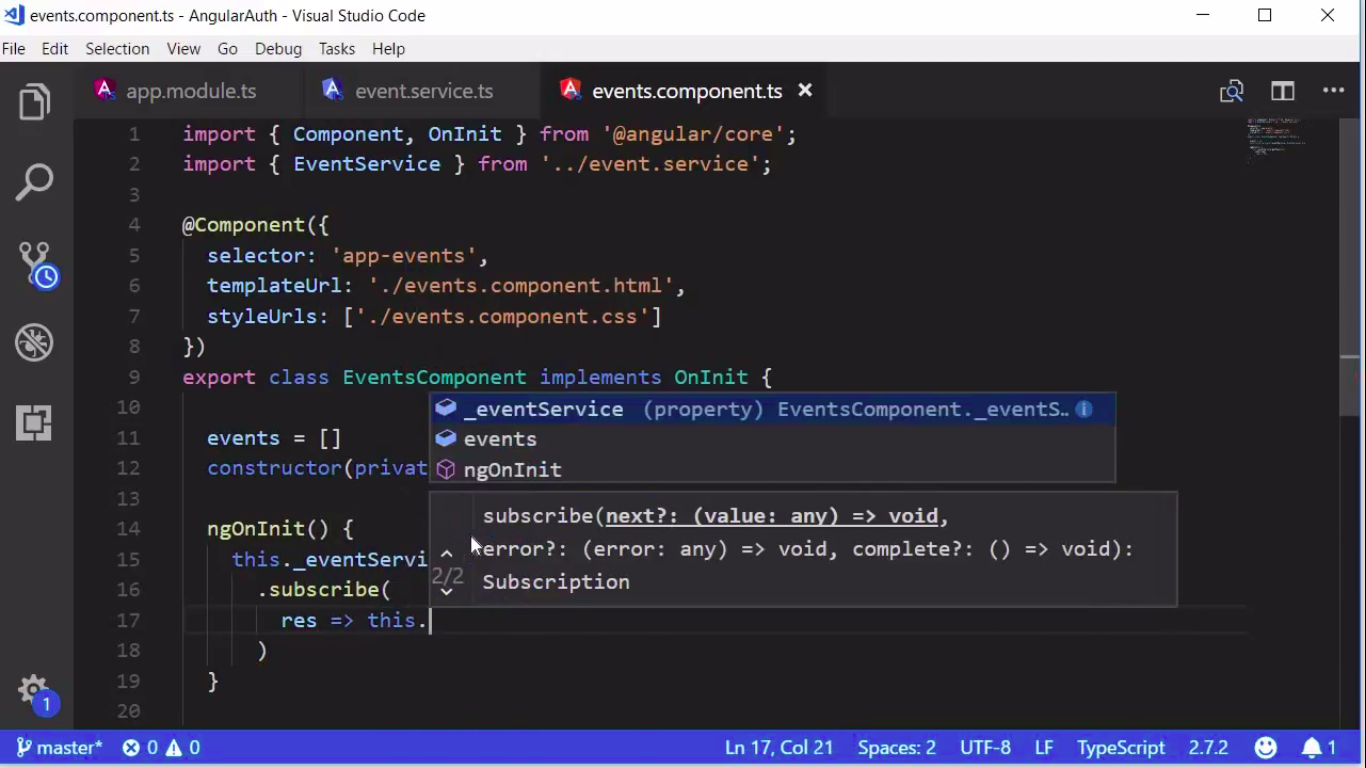 events.component.ts - AngularAuth - Visual Studio Code
File Edit Selection View Go Debug Tasks Help
app.module.ts event.service.ts events.component.ts
1 import { Component, OnInit } from '@angular/core';
2 import { EventService } from '../event.service';
3
4 @Component({
5 selector: 'app-events',
6 templateUrl: './events.component.html',
7 styleUrls: ['./events.component.css']
8 })
9 export class EventsComponent implements OnInit {
10 _eventService (property) EventsComponent._eventS…
11 events = [] events
12 constructor(privat ngOnInit
13
14 ngOnInit() { subscribe(next?: (value: any) => void,
15 this._eventServi error?: (error: any) => void, complete?: () => void):
16 .subscribe( 2/2 Subscription
17 res => this.
18 )
19 }
20
1
master* 0 0 Ln 17, Col 21 Spaces: 2 UTF-8 LF TypeScript 2.7.2 1